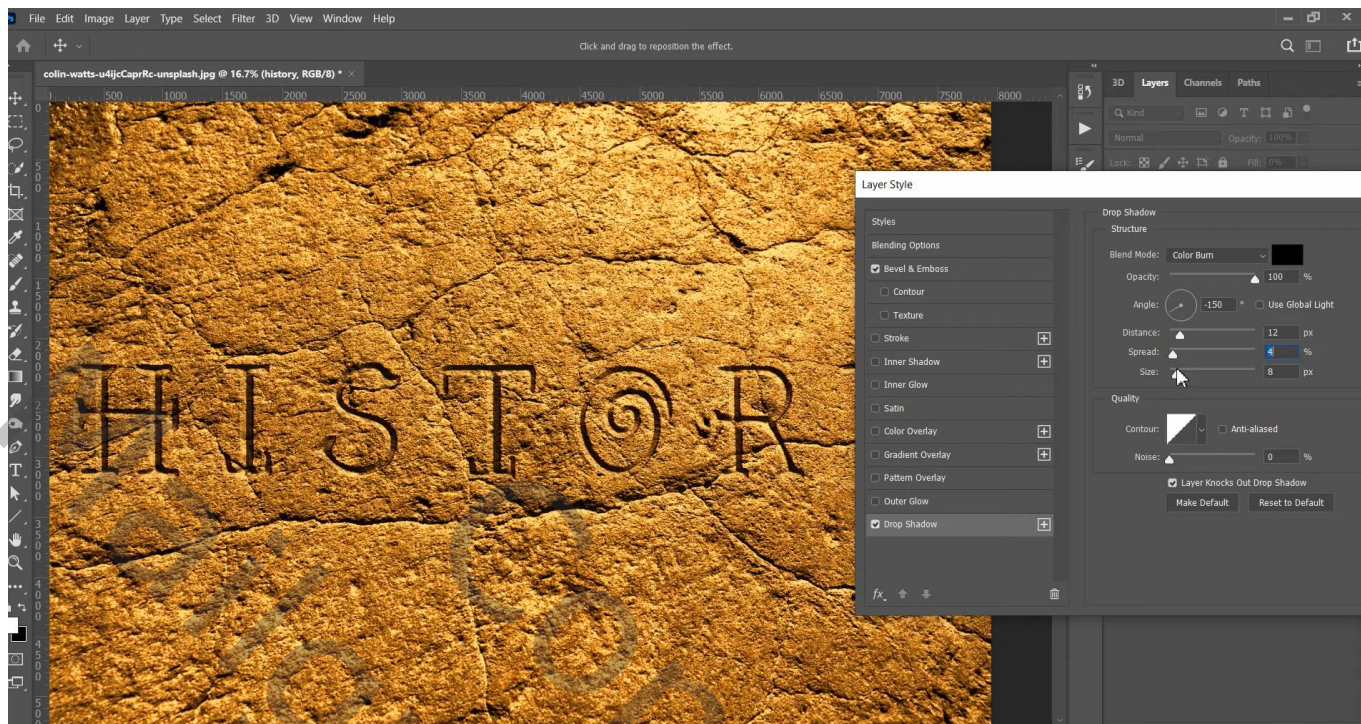 File Edit Image Layer Type Select Filter 3D View Window Help
Click and drag to reposition the effect.
colin-watts-u4ijcCaprRc-unsplash.jpg @ 16.7% (history, RGB/8) * ×
0 500 1000 1500 2000 2500 3000 3500 4000 4500 5000 5500 6000 6500 7000 7500 8000
3D Layers Channels Paths
Kind
Normal Opacity: 100%
Lock: Fill: 0%
HISTOR
Layer Style
Styles
Blending Options
Bevel & Emboss
Contour
Texture
Stroke
Inner Shadow
Inner Glow
Satin
Color Overlay
Gradient Overlay
Pattern Overlay
Outer Glow
Drop Shadow
fx
Drop Shadow
Structure
Blend Mode: Color Burn
Opacity: 100 %
Angle: -150 ° Use Global Light
Distance: 12 px
Spread: 4 %
Size: 8 px
Quality
Contour: Anti-aliased
Noise: 0 %
Layer Knocks Out Drop Shadow
Make Default Reset to Default